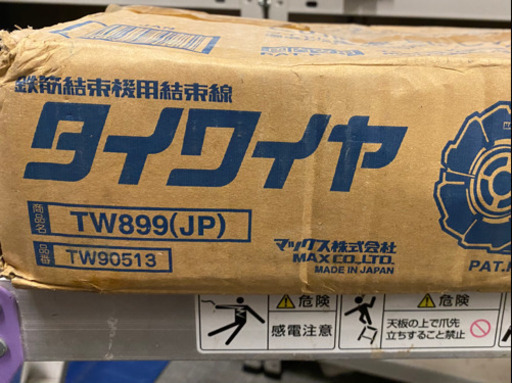 鉄筋結束機用結束線
タイワイヤ
商品名 TW899(JP)
品番 TW90513
マックス株式会社
MAX CO.,LTD.
MADE IN JAPAN
PAT.
危険
感電注意
危険
天板の上で爪先
立ちすること禁止